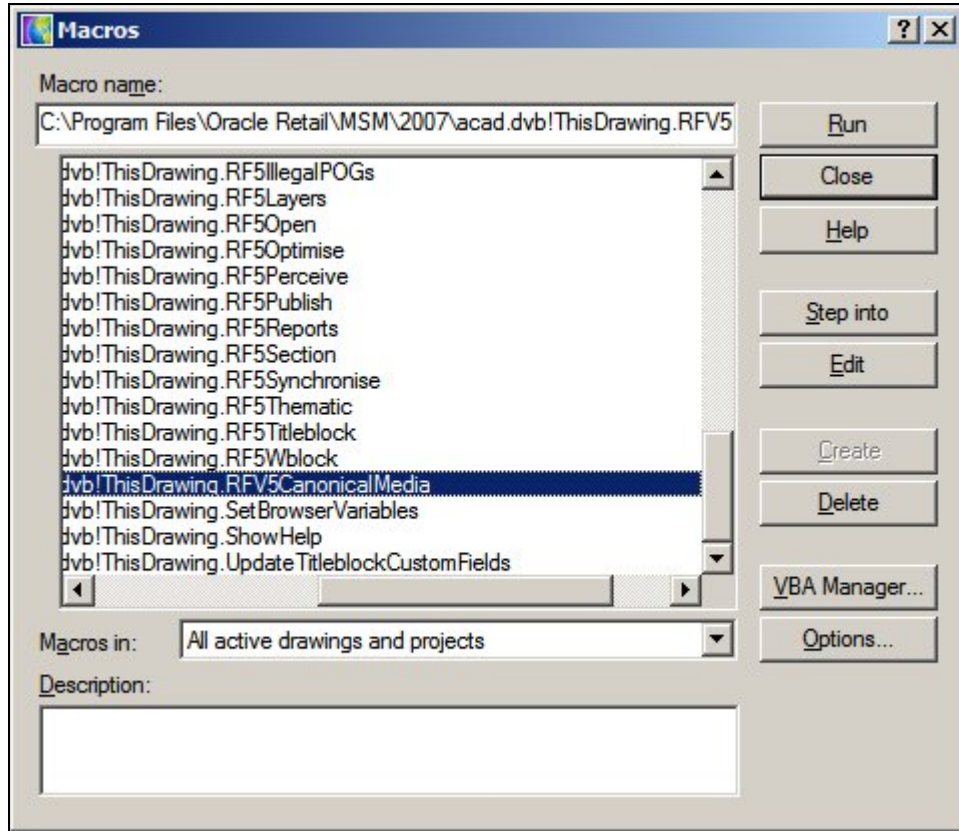 Macros
Macro name:
C:\Program Files\Oracle Retail\MSM\2007\acad.dvb!ThisDrawing.RFV5
Run
dvb!ThisDrawing.RF5IllegalPOGs
Close
dvb!ThisDrawing.RF5Layers
dvb!ThisDrawing.RF5Open
Help
dvb!ThisDrawing.RF5Optimise
dvb!ThisDrawing.RF5Perceive
dvb!ThisDrawing.RF5Publish
Step into
dvb!ThisDrawing.RF5Reports
dvb!ThisDrawing.RF5Section
Edit
dvb!ThisDrawing.RF5Synchronise
dvb!ThisDrawing.RF5Thematic
dvb!ThisDrawing.RF5Titleblock
Create
dvb!ThisDrawing.RF5Wblock
dvb!ThisDrawing.RFV5CanonicalMedia
Delete
dvb!ThisDrawing.SetBrowserVariables
dvb!ThisDrawing.ShowHelp
dvb!ThisDrawing.UpdateTitleblockCustomFields
VBA Manager...
Macros in:
All active drawings and projects
Options...
Description: